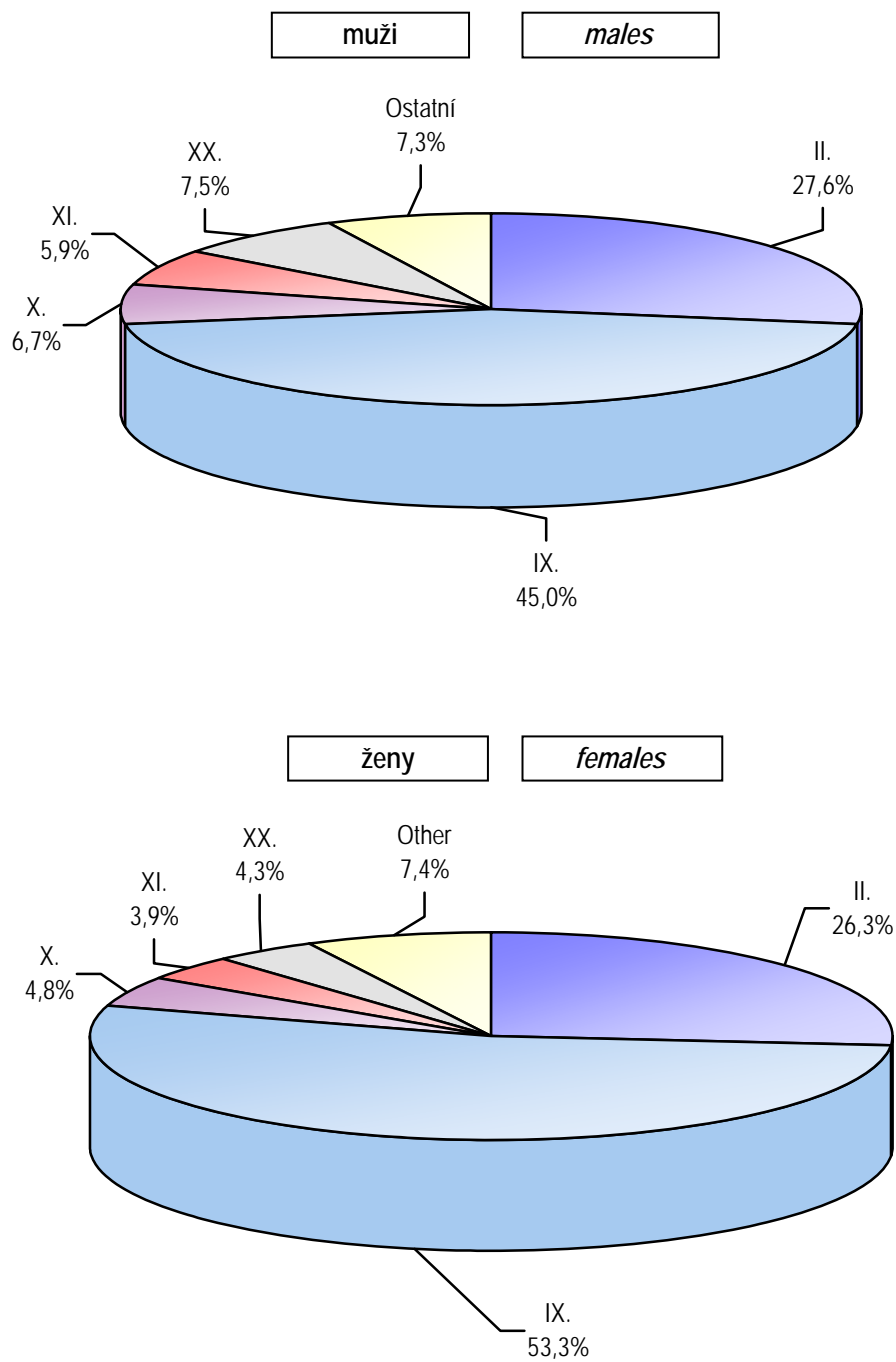 muži
males
Ostatní
7,3%
XX.
7,5%
II.
27,6%
XI.
5,9%
X.
6,7%
IX.
45,0%
ženy
females
Other
7,4%
XX.
4,3%
XI.
3,9%
II.
26,3%
X.
4,8%
IX.
53,3%